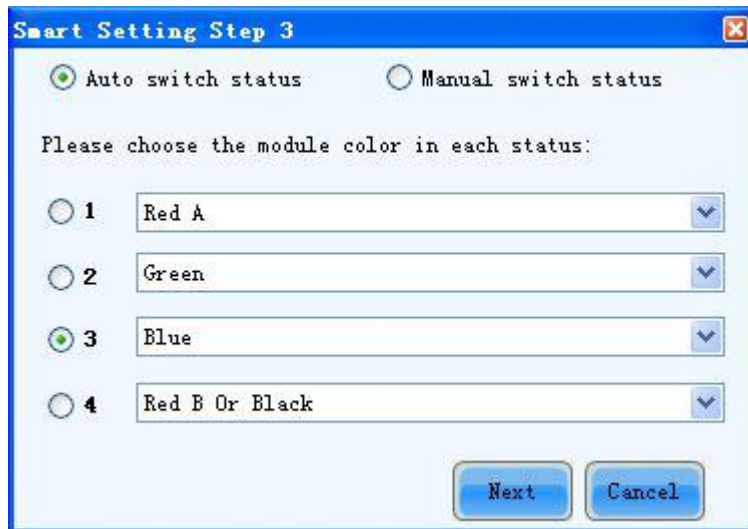 Smart Setting Step 3
Auto switch status Manual switch status
Please choose the module color in each status:
1 Red A
2 Green
3 Blue
4 Red B Or Black
Next Cancel